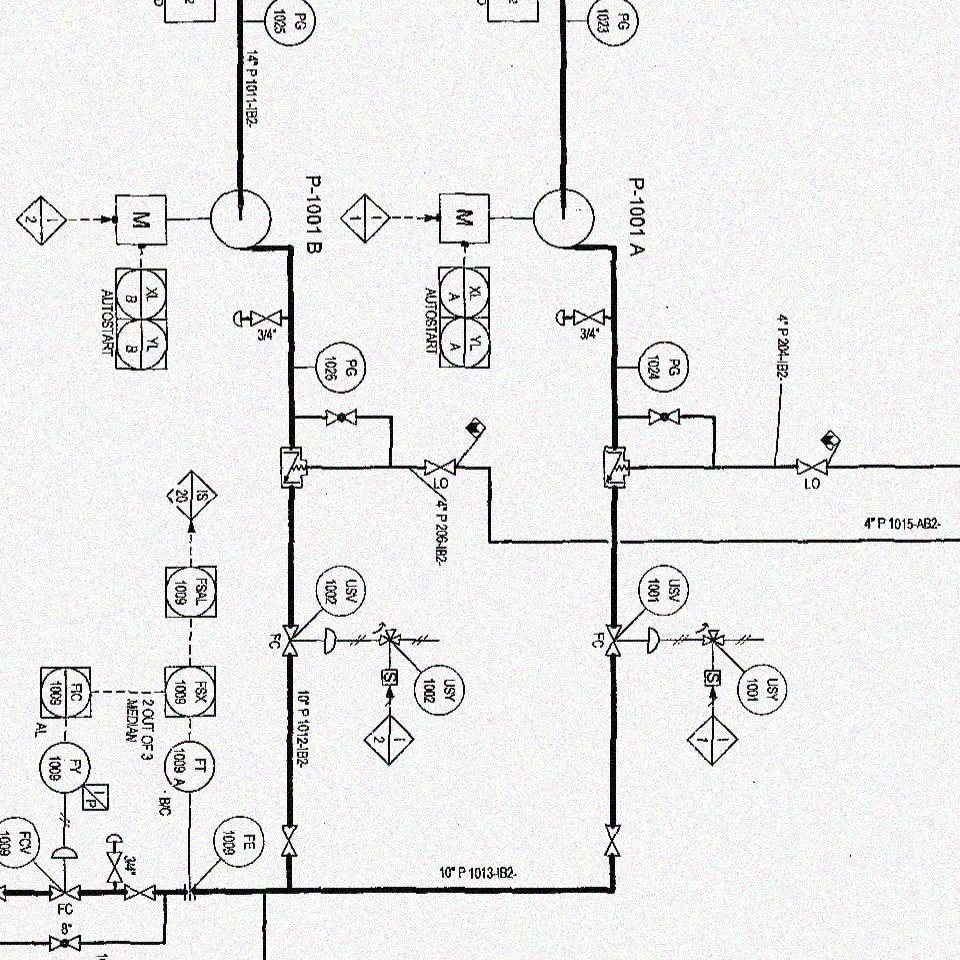 PG
1025
PG
1023
14" P 1011-IB2-
P-1001 B
P-1001 A
I
2
M
I
1
M
XL
B
YL
B
AUTOSTART
XL
A
YL
A
AUTOSTART
3/4"
3/4"
4" P 204-IB2-
PG
1026
PG
1024
LO
LO
4" P 206-IB2-
4" P 1015-AB2-
IS
20
FSAL
1009
USV
1002
USV
1001
FC
FC
S
S
USY
1002
USY
1001
I
2
I
1
FIC
1009
AL
FSX
1009
2 OUT OF 3
MEDIAN
10" P 1012-IB2-
FY
1009
I/P
FT
1009 A
B/C
FCV
1009
3/4"
FE
1009
10" P 1013-IB2-
FC
8"